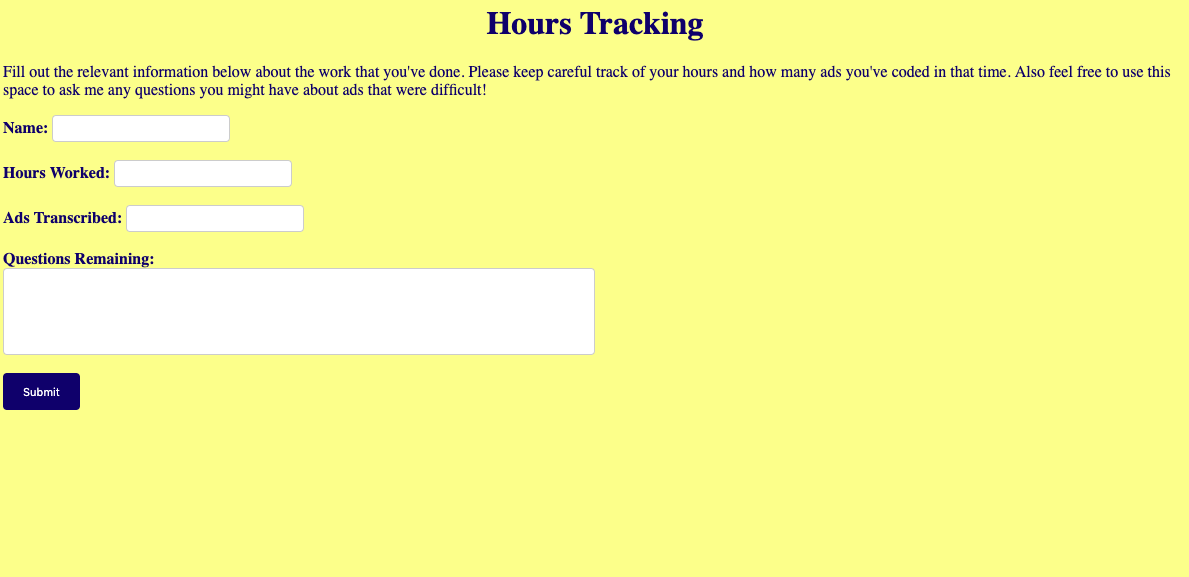 Hours Tracking
Fill out the relevant information below about the work that you've done. Please keep careful track of your hours and how many ads you've coded in that time. Also feel free to use this
space to ask me any questions you might have about ads that were difficult!
Name:
Hours Worked:
Ads Transcribed:
Questions Remaining:
Submit